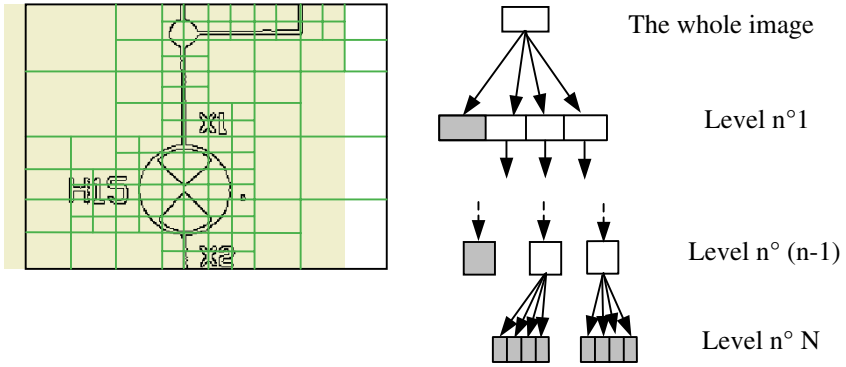 X1
H15
X2
The whole image
Level n°1
Level n° (n-1)
Level n° N